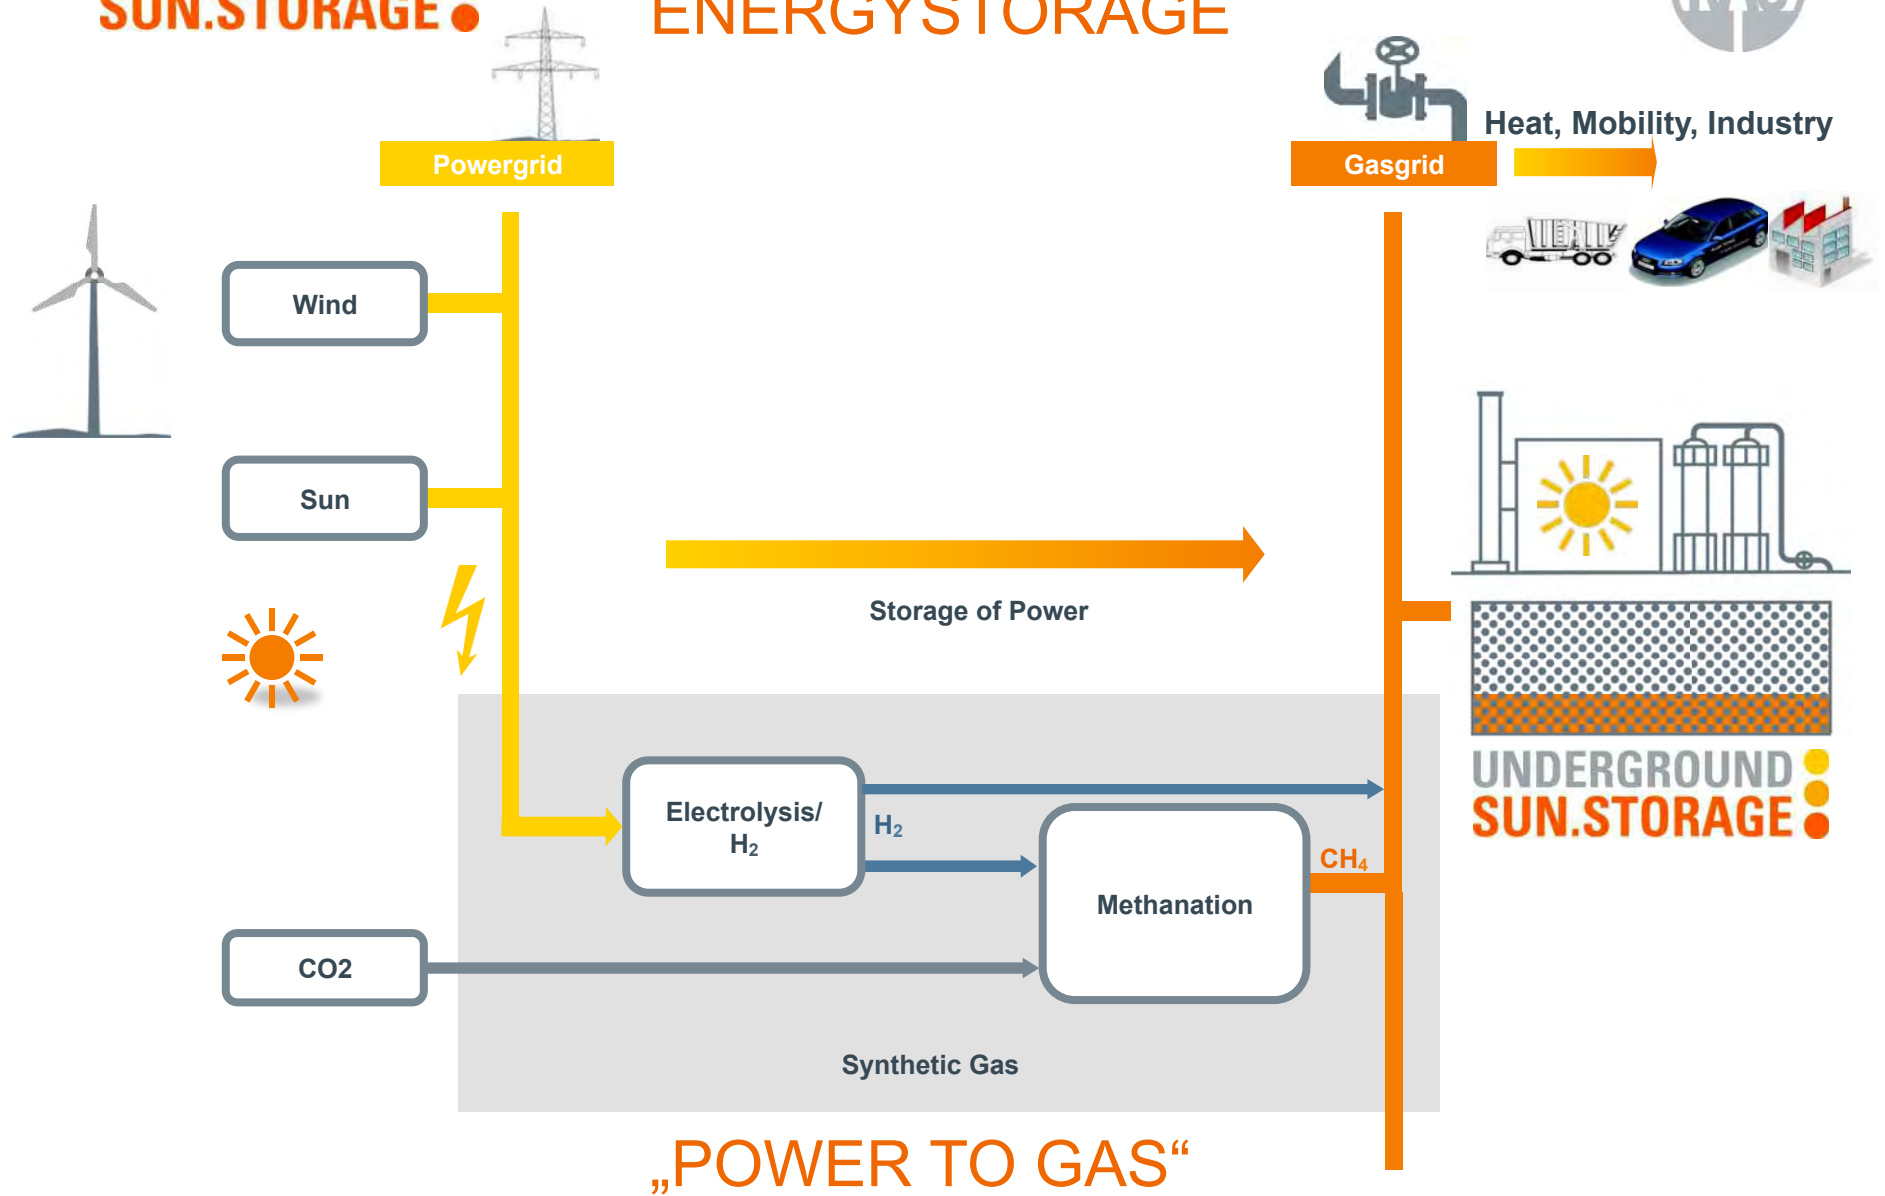 SUN.STORAGE
ENERGYSTORAGE
Powergrid
Gasgrid
Heat, Mobility, Industry
Wind
Sun
Storage of Power
Electrolysis/
H₂
H₂
CH₄
Methanation
CO2
Synthetic Gas
UNDERGROUND
SUN.STORAGE
„POWER TO GAS“